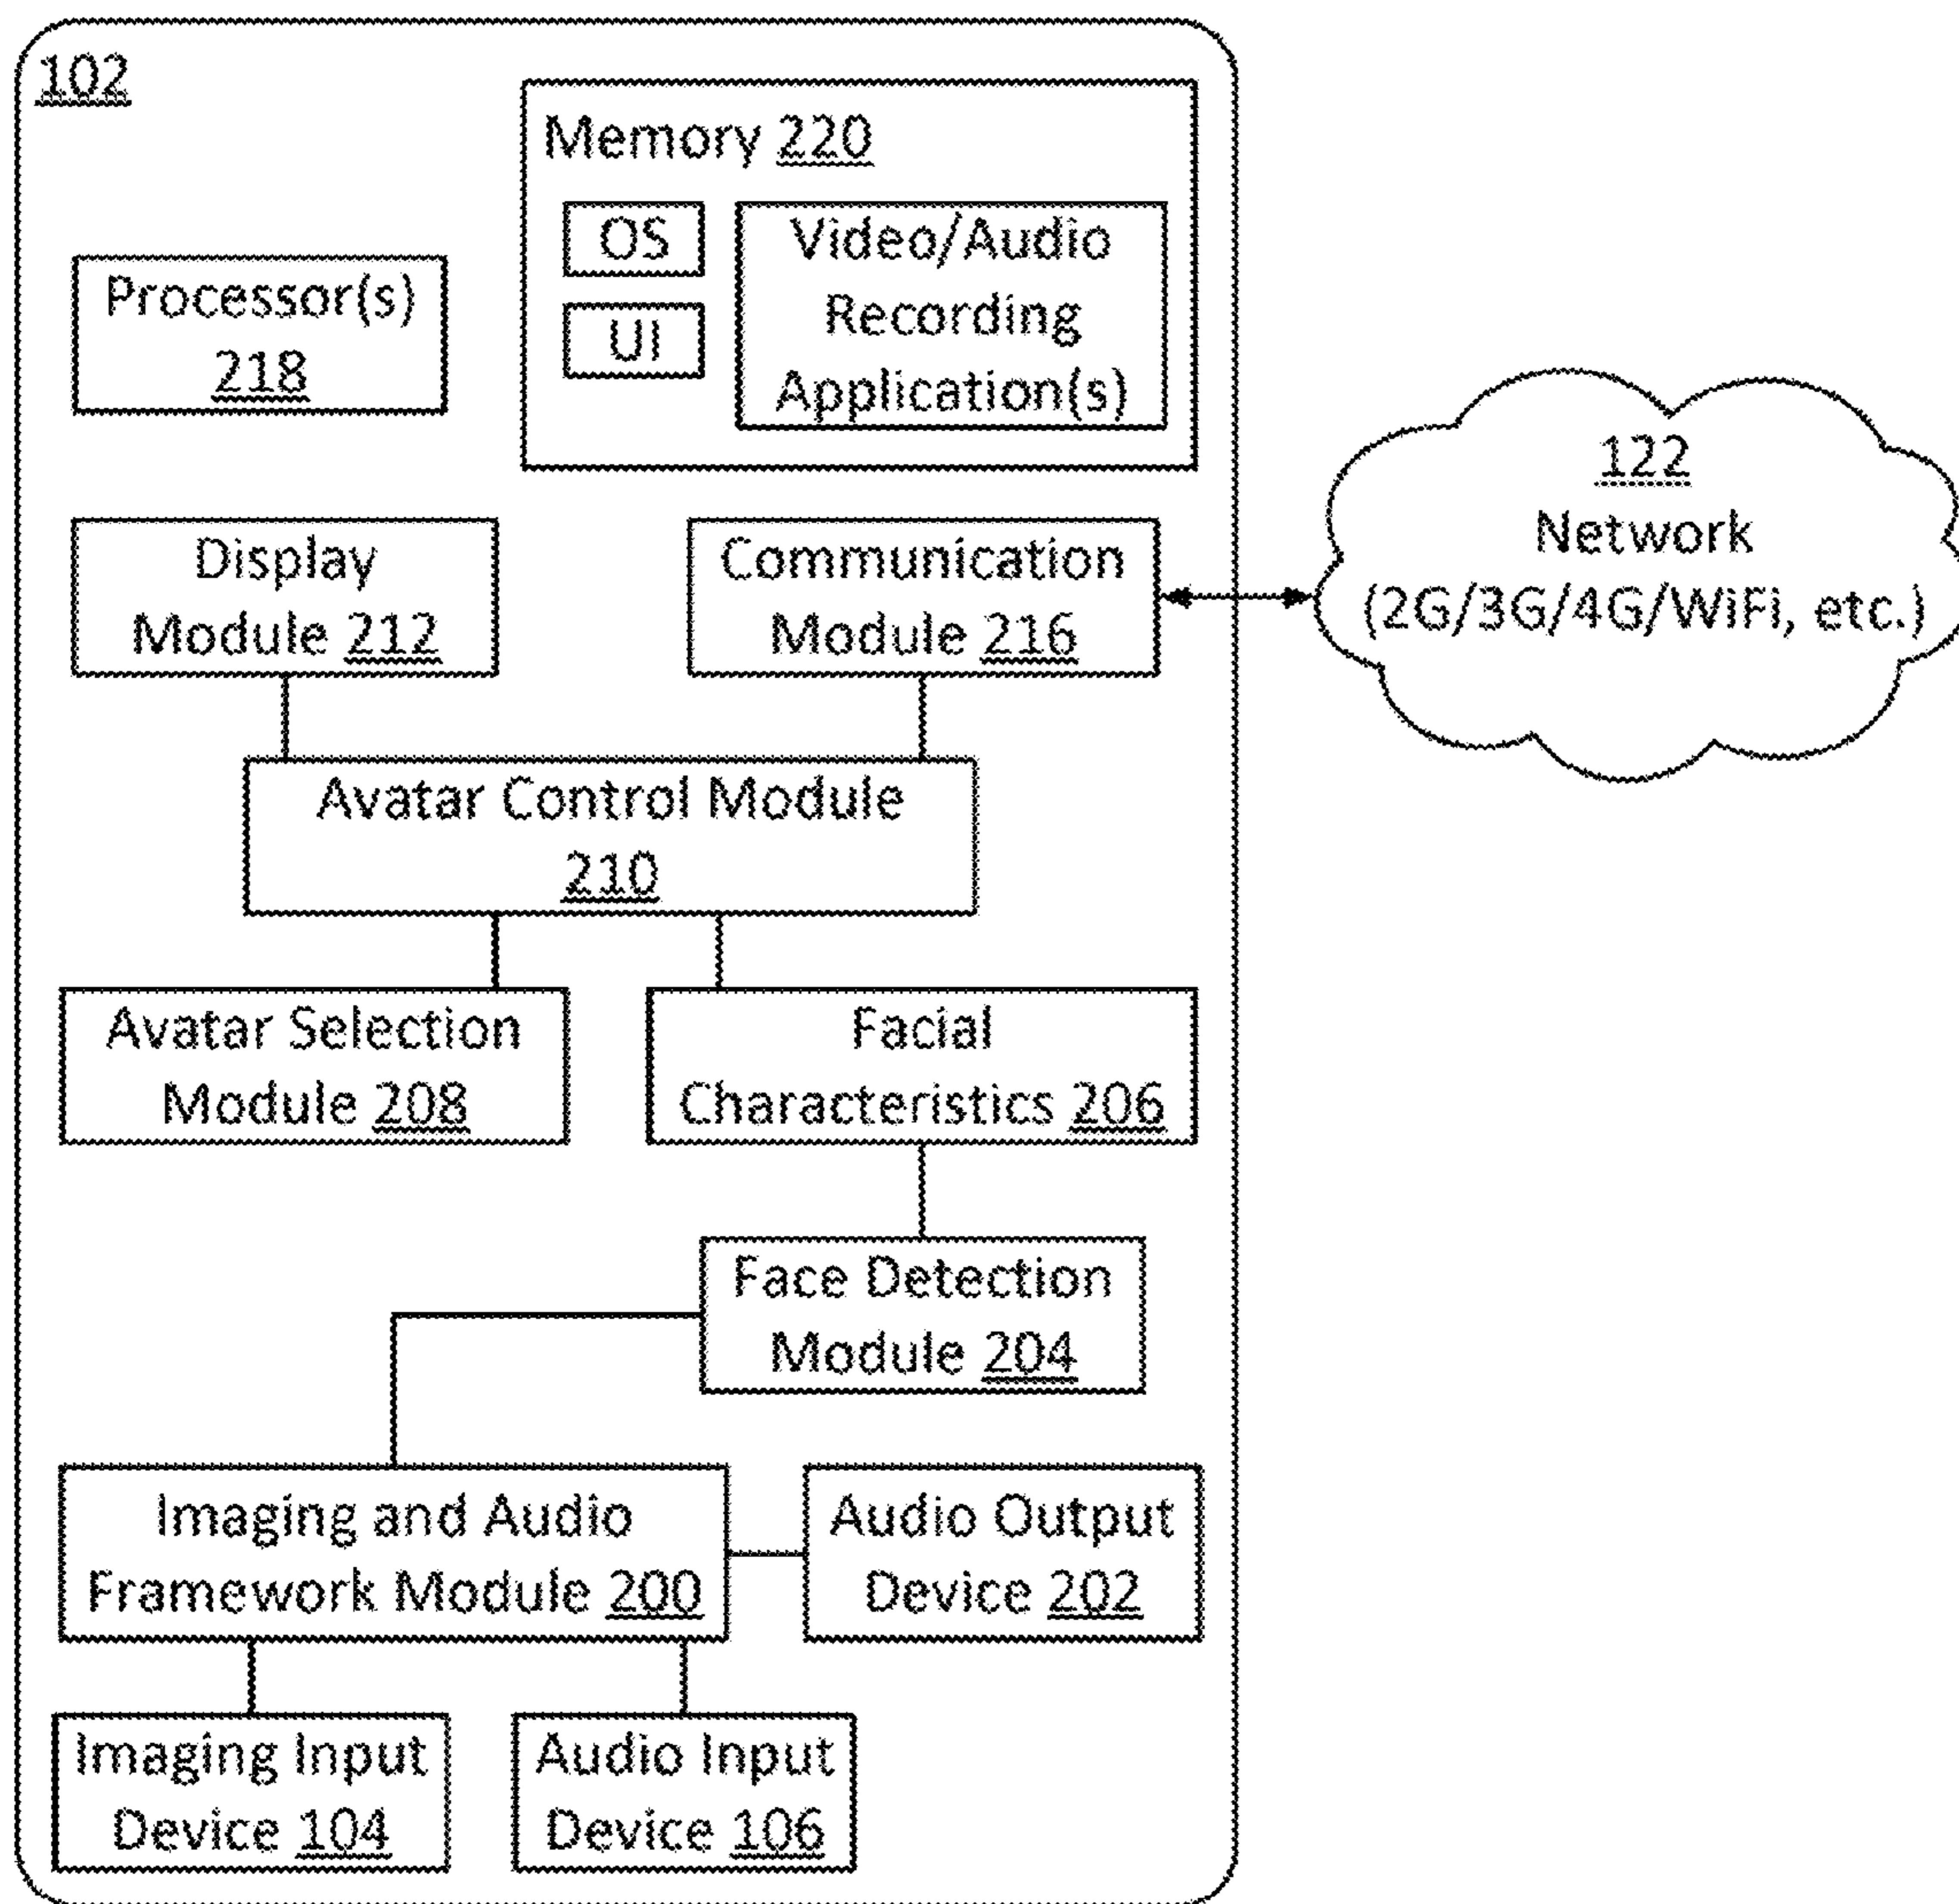 102
Memory 220
OS
UI
Video/Audio
Recording
Application(s)
Processor(s)
218
122
Network
(2G/3G/4G/WiFi, etc.)
Display
Module 212
Communication
Module 216
Avatar Control Module
210
Avatar Selection
Module 208
Facial
Characteristics 206
Face Detection
Module 204
Imaging and Audio
Framework Module 200
Audio Output
Device 202
Imaging Input
Device 104
Audio Input
Device 106